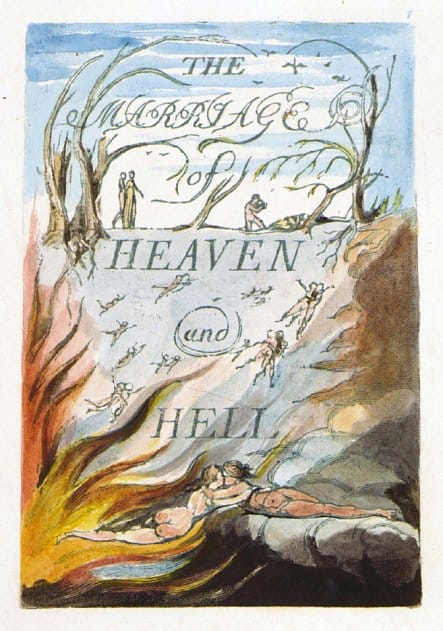 THE
MARRIAGE
of
HEAVEN
and
HELL